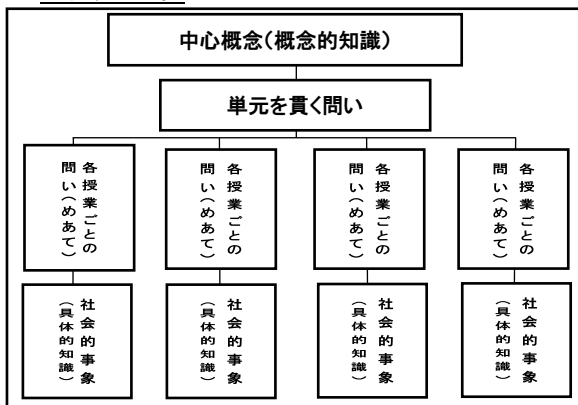 中心概念(概念的知識)
単元を貫く問い
各授業ごとの
問い(めあて)
各授業ごとの
問い(めあて)
各授業ごとの
問い(めあて)
各授業ごとの
問い(めあて)
社会的事象
(具体的知識)
社会的事象
(具体的知識)
社会的事象
(具体的知識)
社会的事象
(具体的知識)